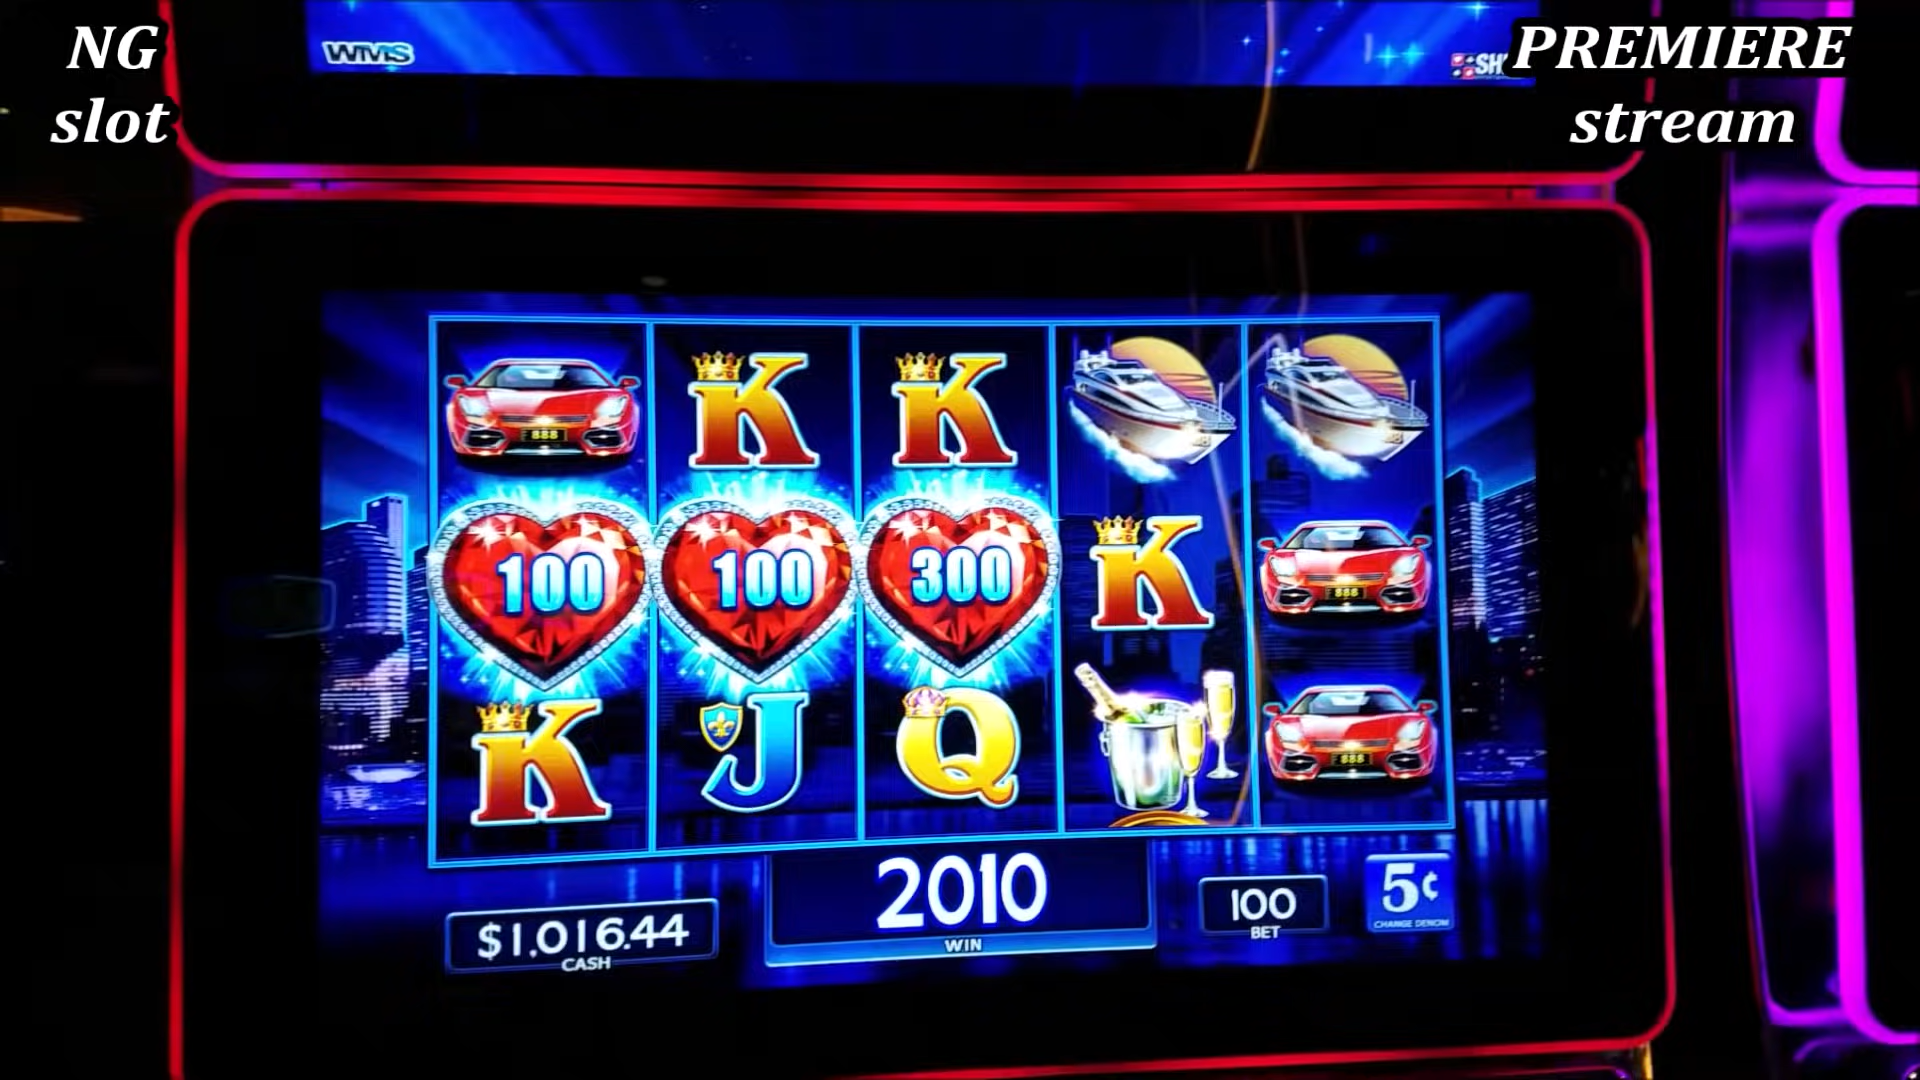 NG
slot
WMS
SH
PREMIERE
stream
888
K
K
100
100
300
K
888
K
J
Q
888
2010
WIN
$1,016.44
CASH
100
BET
5¢
CHANGE DENOM